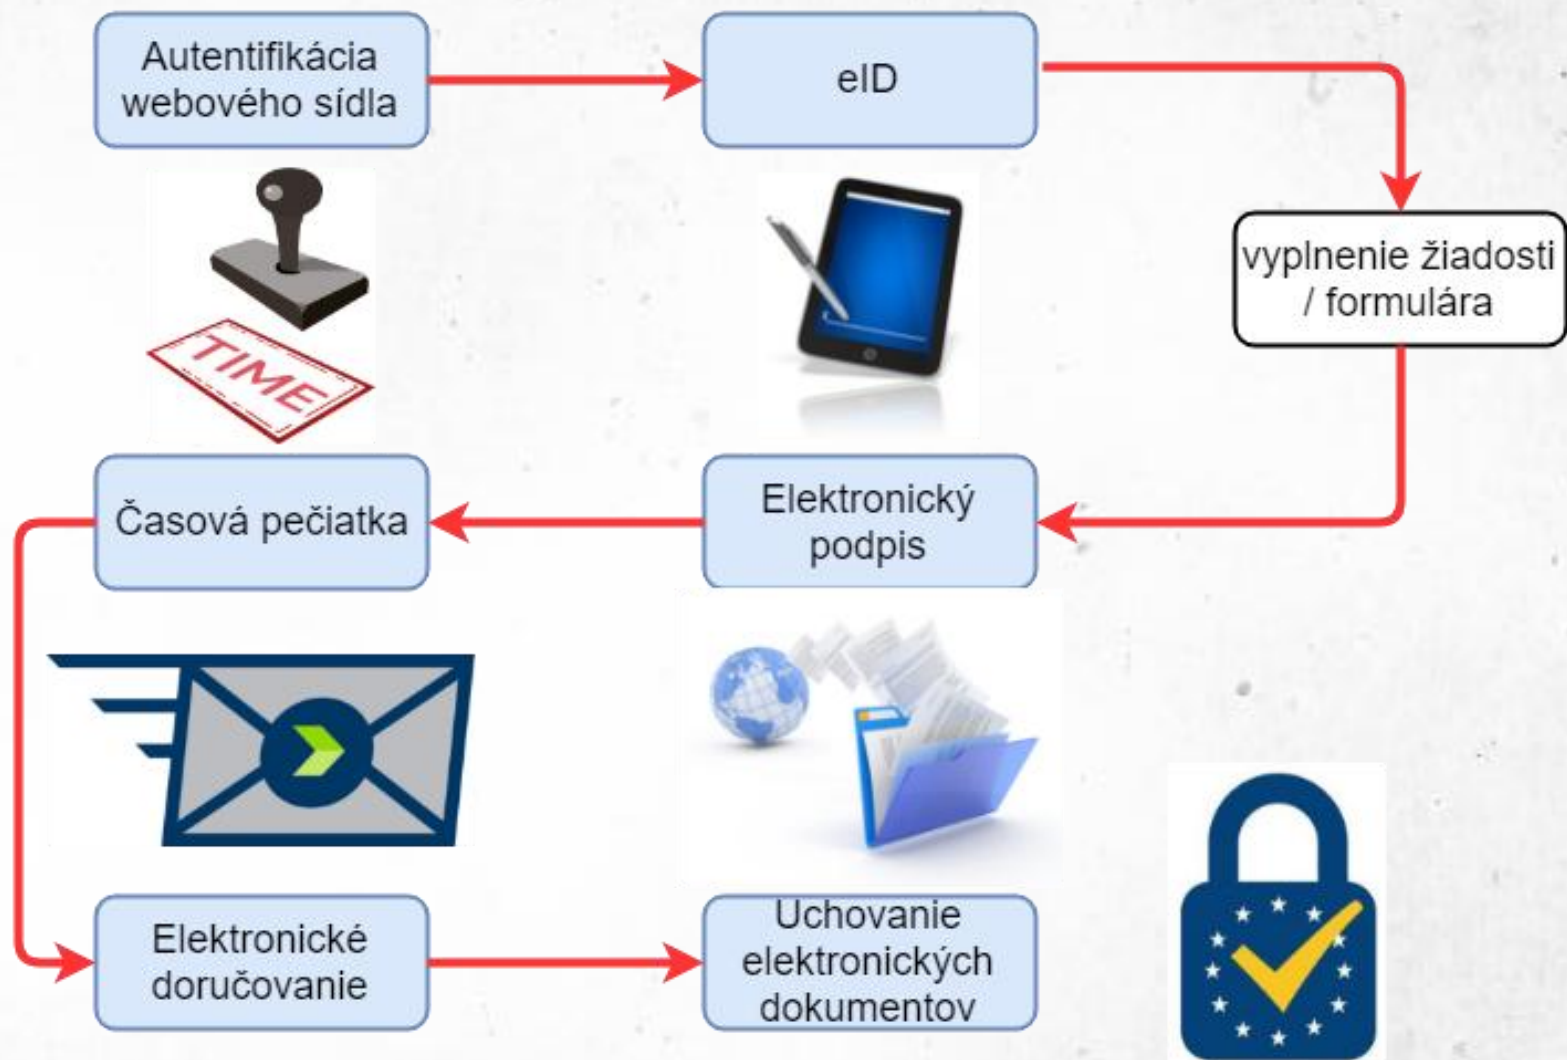 Autentifikácia
webového sídla
eID
vyplnenie žiadosti
/ formulára
TIME
Časová pečiatka
Elektronický
podpis
Elektronické
doručovanie
Uchovanie
elektronických
dokumentov